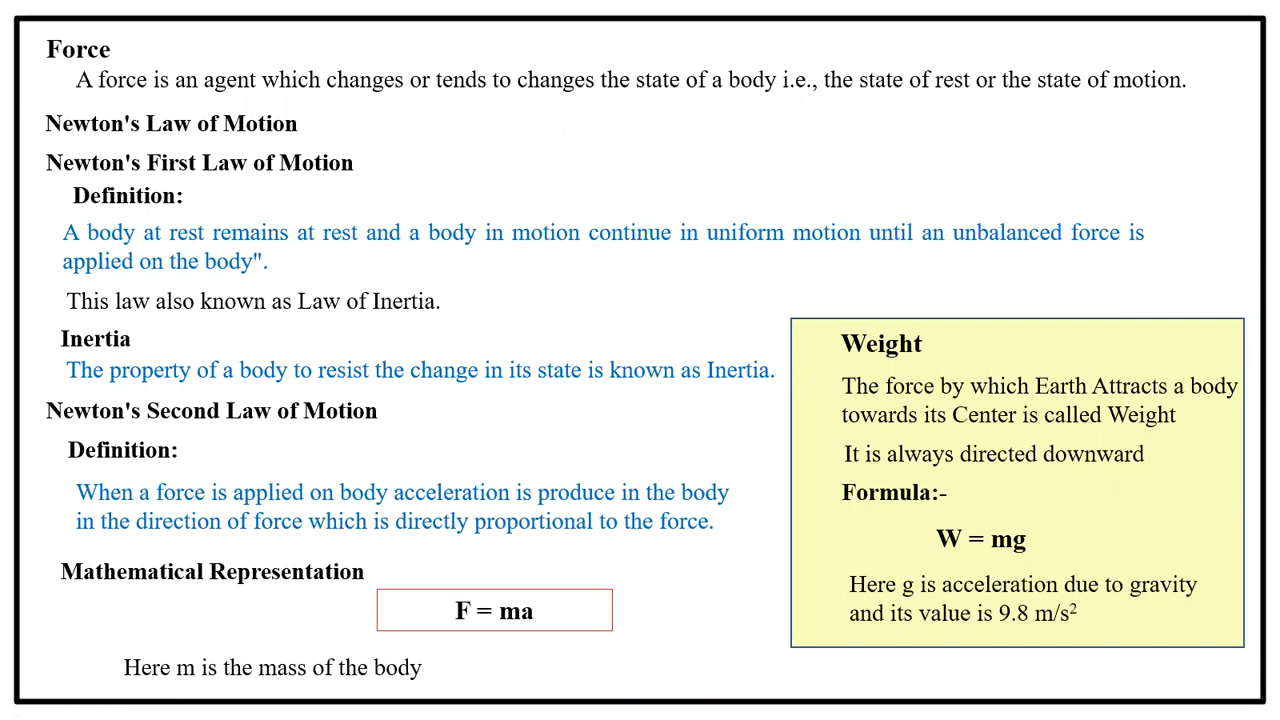 Force
A force is an agent which changes or tends to changes the state of a body i.e., the state of rest or the state of motion.
Newton's Law of Motion
Newton's First Law of Motion
Definition:
A body at rest remains at rest and a body in motion continue in uniform motion until an unbalanced force is
applied on the body".
This law also known as Law of Inertia.
Inertia
The property of a body to resist the change in its state is known as Inertia.
Newton's Second Law of Motion
Definition:
When a force is applied on body acceleration is produce in the body
in the direction of force which is directly proportional to the force.
Mathematical Representation
F = ma
Here m is the mass of the body
Weight
The force by which Earth Attracts a body
towards its Center is called Weight
It is always directed downward
Formula:-
W = mg
Here g is acceleration due to gravity
and its value is 9.8 m/s²